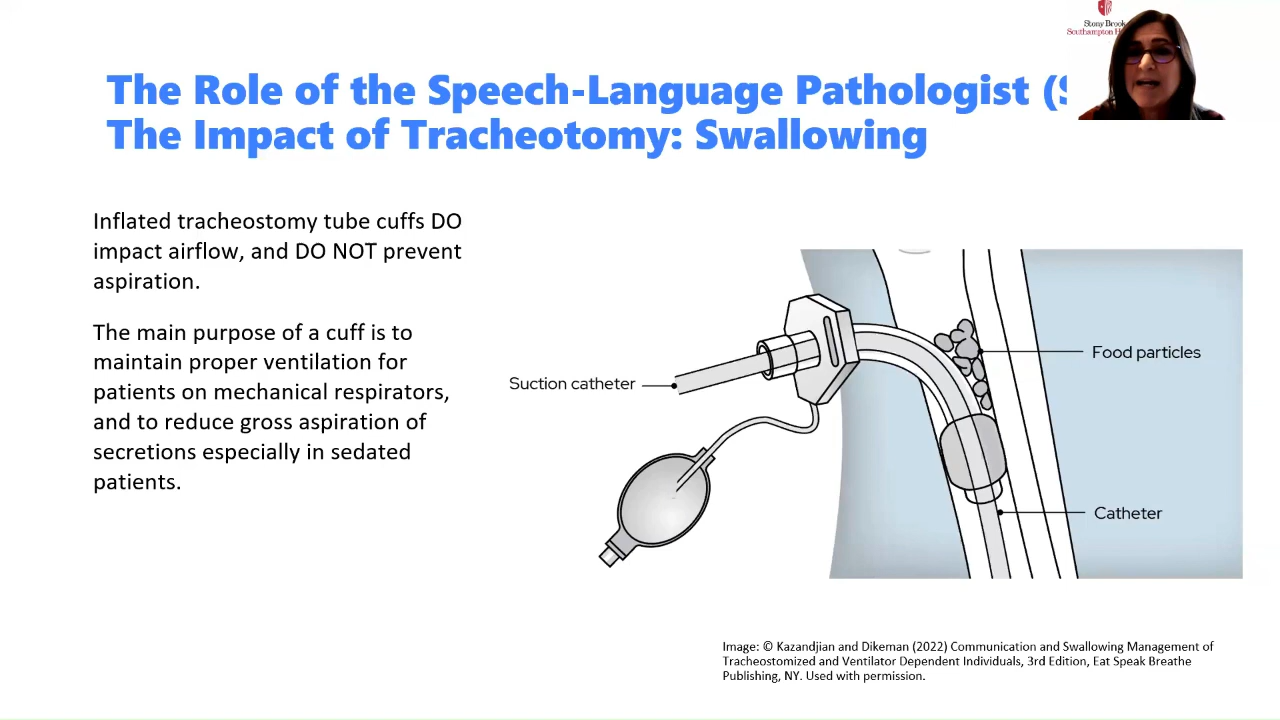 Stony Brook
Southampton
The Role of the Speech-Language Pathologist
The Impact of Tracheotomy: Swallowing
Inflated tracheostomy tube cuffs DO
impact airflow, and DO NOT prevent
aspiration.
The main purpose of a cuff is to
maintain proper ventilation for
patients on mechanical respirators,
and to reduce gross aspiration of
secretions especially in sedated
patients.
Suction catheter
Food particles
Catheter
Image: © Kazandjian and Dikeman (2022) Communication and Swallowing Management of
Tracheostomized and Ventilator Dependent Individuals, 3rd Edition, Eat Speak Breathe
Publishing, NY. Used with permission.